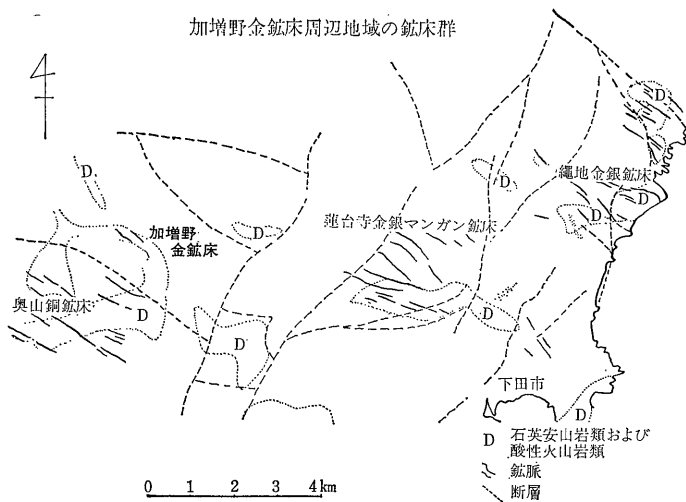 加増野金鉱床周辺地域の鉱床群
D
D
縄地金銀鉱床
D
D
加増野
金鉱床
D
蓮台寺金銀マンガン鉱床
奥山銅鉱床
D
D
D
下田市
D
D 石英安山岩類および
酸性火山岩類
鉱脈
断層
0 1 2 3 4km